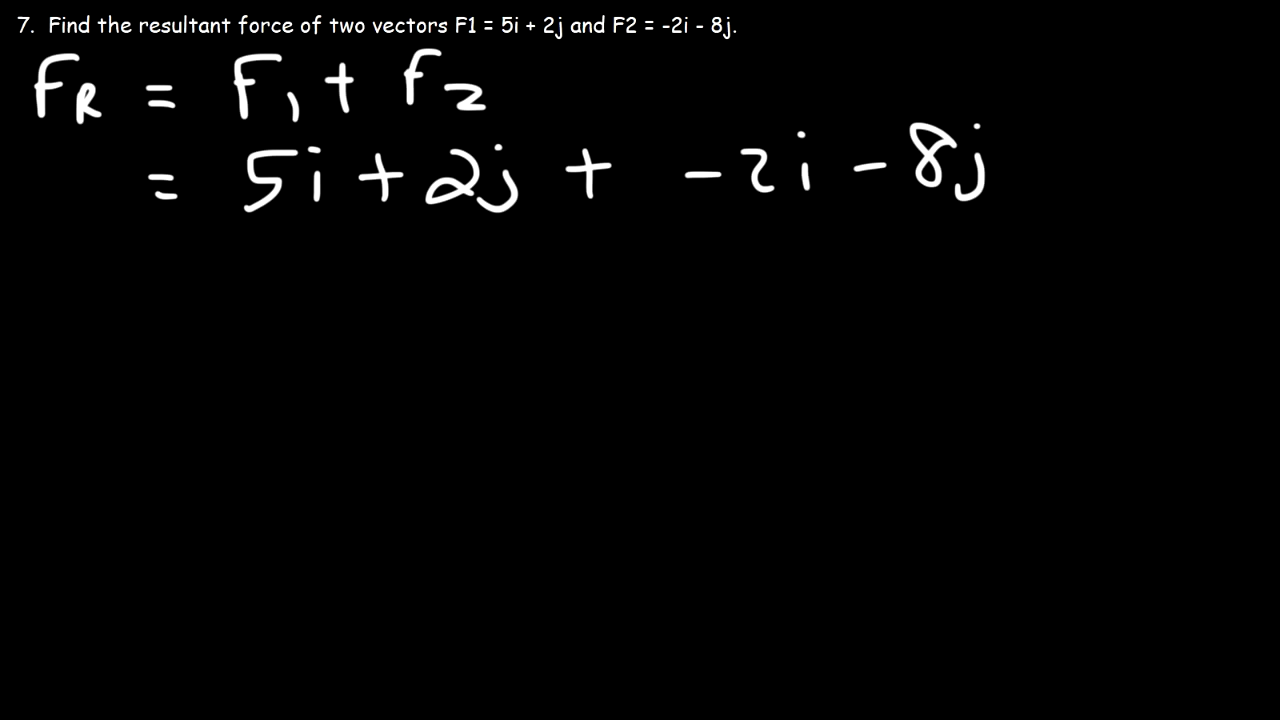 7. Find the resultant force of two vectors F1 = 5i + 2j and F2 = -2i - 8j.
FR = F1 + F2
= 5i + 2j + -2i - 8j